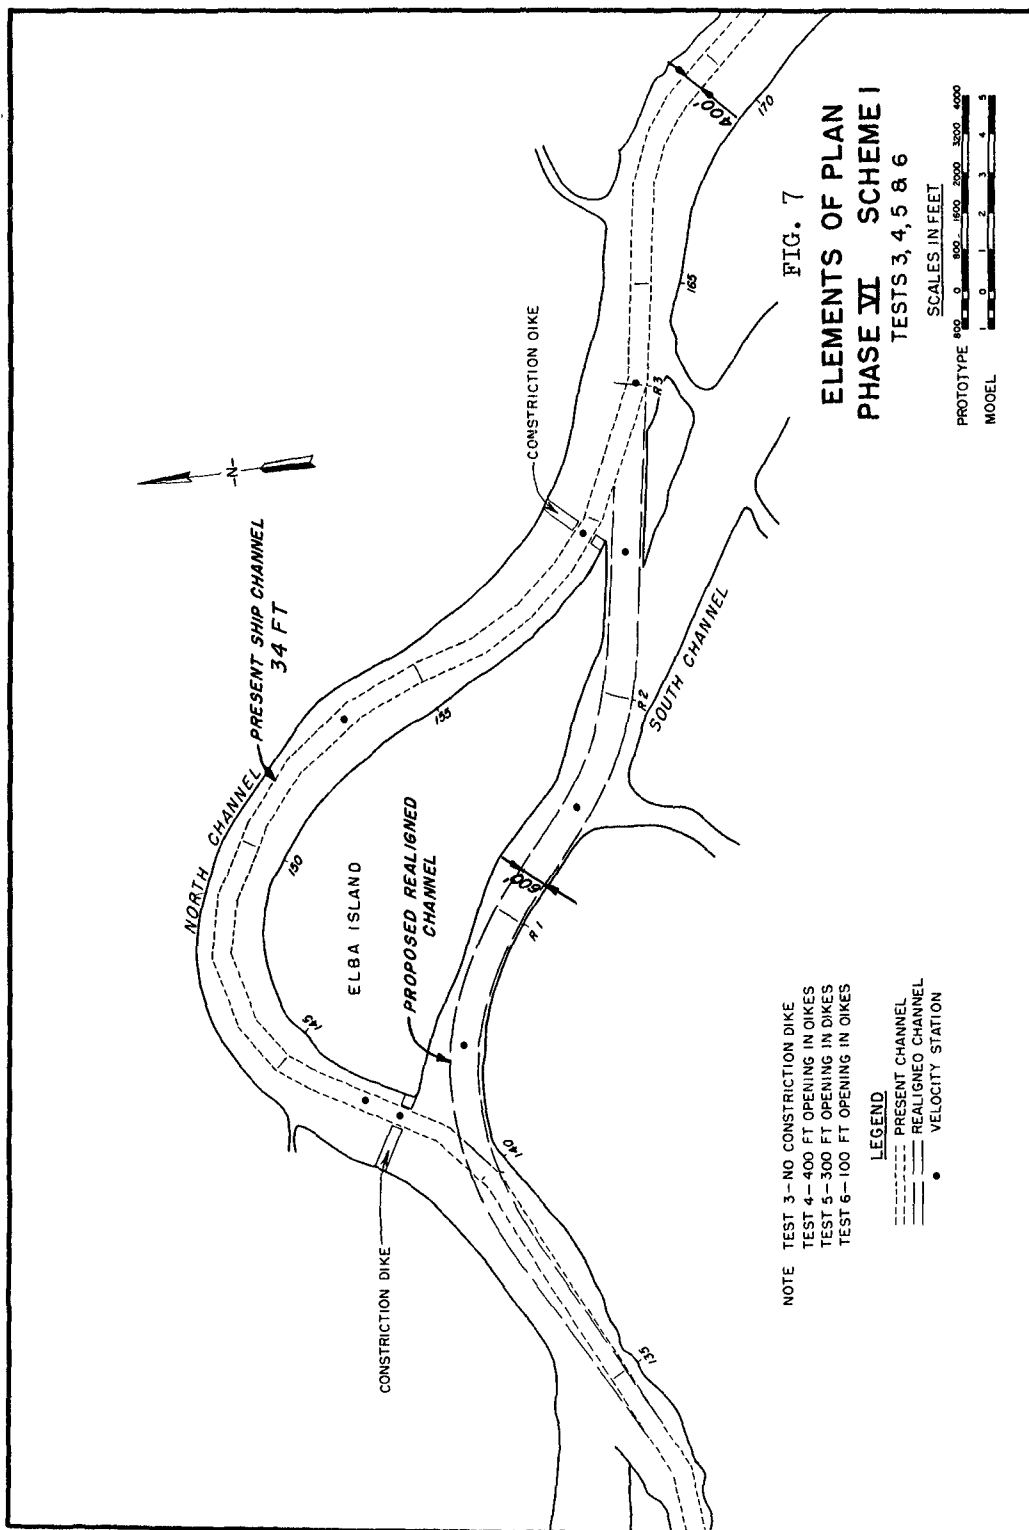 FIG. 7
ELEMENTS OF PLAN
PHASE VI SCHEME I
TESTS 3, 4, 5 & 6
SCALES IN FEET
PROTOTYPE 800 0 800 1600 2000 3200 4000
MODEL 1 0 1 2 3 4 5
-N-
PRESENT SHIP CHANNEL
34 FT
NORTH CHANNEL
CONSTRICTION DIKE
ELBA ISLAND
PROPOSED REALIGNED
CHANNEL
SOUTH CHANNEL
CONSTRICTION DIKE
400'
600'
135
140
145
150
155
165
170
R 1
R 2
R 3
NOTE TEST 3-NO CONSTRICTION DIKE
TEST 4-400 FT OPENING IN DIKES
TEST 5-300 FT OPENING IN DIKES
TEST 6-100 FT OPENING IN DIKES
LEGEND
PRESENT CHANNEL
REALIGNED CHANNEL
VELOCITY STATION